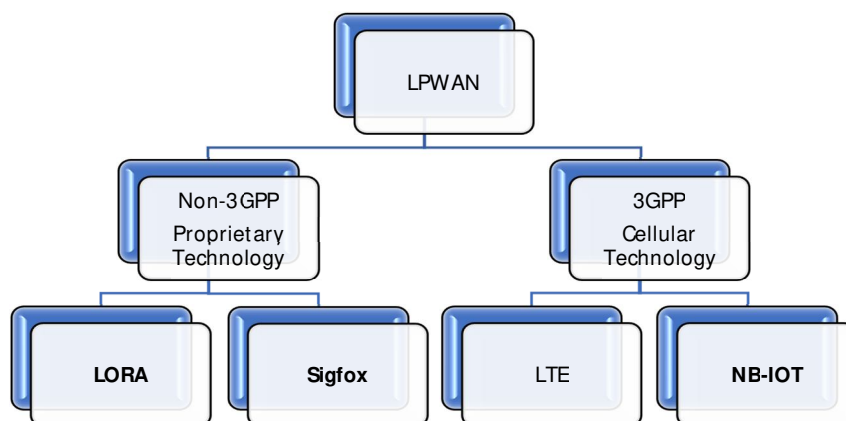 LPWAN
Non-3GPP
Proprietary
Technology
3GPP
Cellular
Technology
LORA
Sigfox
LTE
NB-IOT